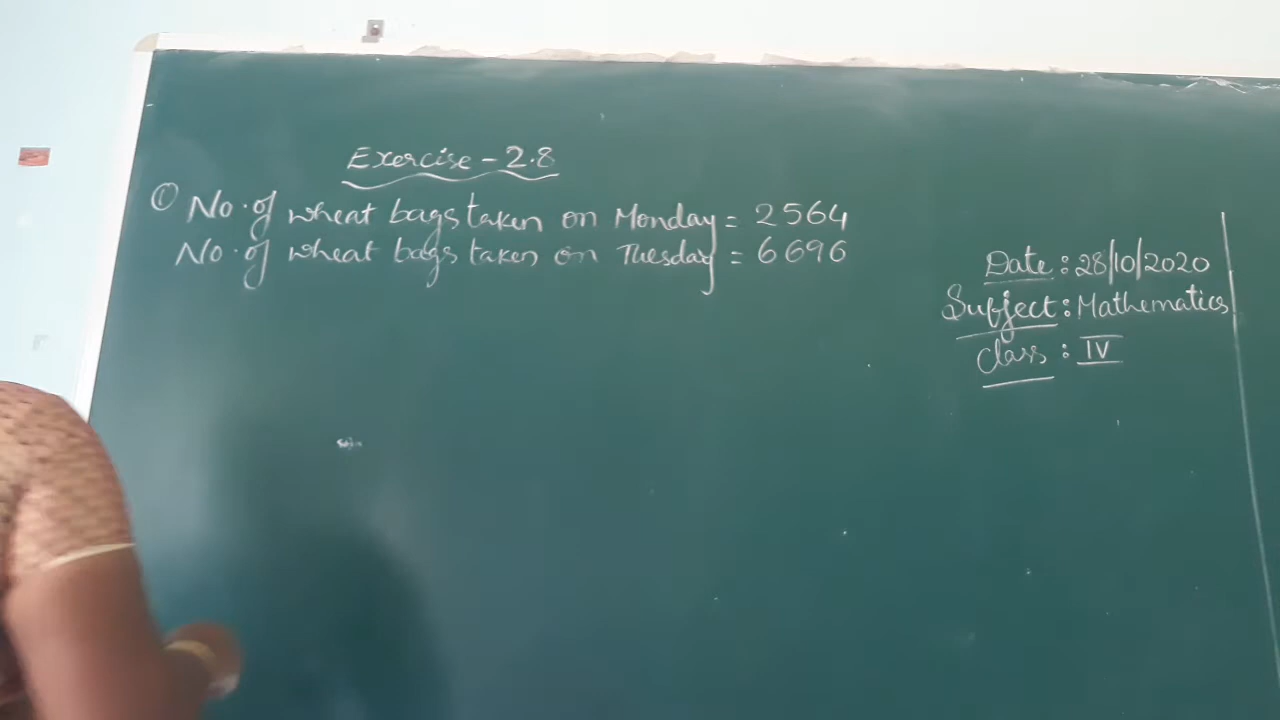 Exercise - 2.8
① No. of wheat bags taken on Monday = 2564
No. of wheat bags taken on Tuesday = 6696
Date : 28/10/2020
Subject : Mathematics
Class : IV